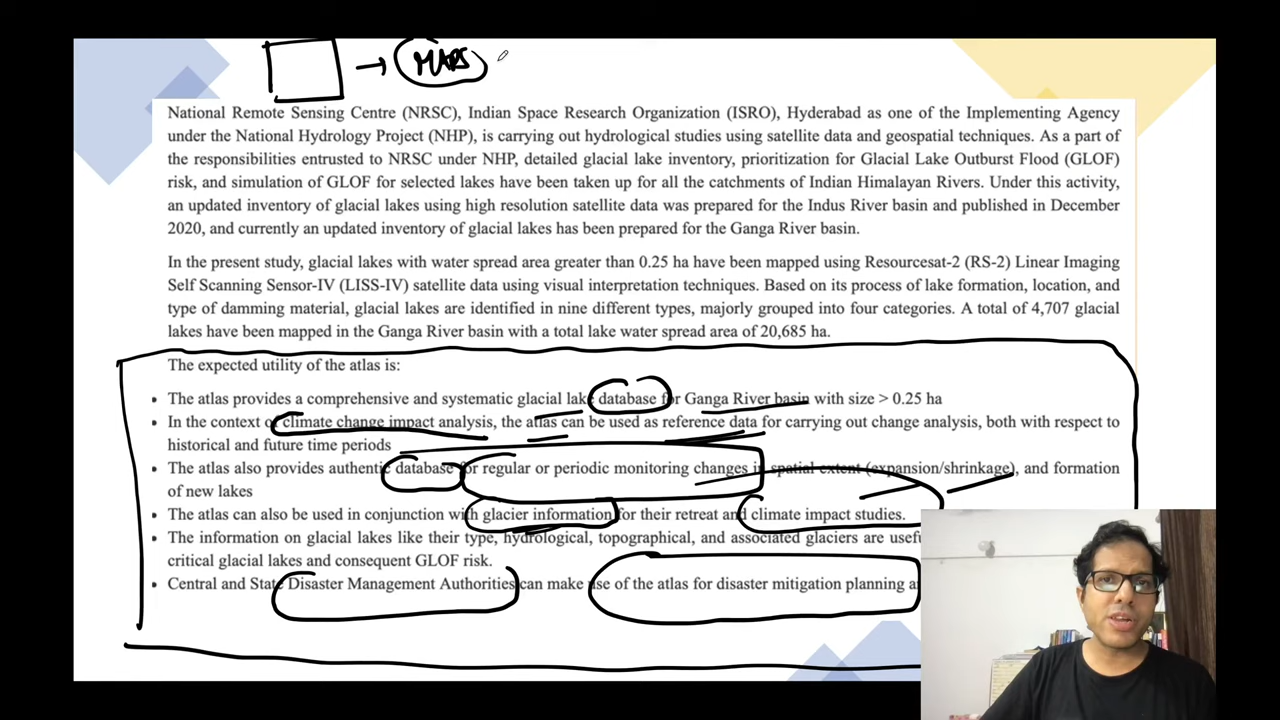 MAPS
National Remote Sensing Centre (NRSC), Indian Space Research Organization (ISRO), Hyderabad as one of the Implementing Agency
under the National Hydrology Project (NHP), is carrying out hydrological studies using satellite data and geospatial techniques. As a part
of the responsibilities entrusted to NRSC under NHP, detailed glacial lake inventory, prioritization for Glacial Lake Outburst Flood (GLOF)
risk, and simulation of GLOF for selected lakes have been taken up for all the catchments of Indian Himalayan Rivers. Under this activity,
an updated inventory of glacial lakes using high resolution satellite data was prepared for the Indus River basin and published in December
2020, and currently an updated inventory of glacial lakes has been prepared for the Ganga River basin.
In the present study, glacial lakes with water spread area greater than 0.25 ha have been mapped using Resourcesat-2 (RS-2) Linear Imaging
Self Scanning Sensor-IV (LISS-IV) satellite data using visual interpretation techniques. Based on its process of lake formation, location, and
type of damming material, glacial lakes are identified in nine different types, majorly grouped into four categories. A total of 4,707 glacial
lakes have been mapped in the Ganga River basin with a total lake water spread area of 20,685 ha.
The expected utility of the atlas is:
• The atlas provides a comprehensive and systematic glacial lake database for Ganga River basin with size > 0.25 ha
• In the context of climate change impact analysis, the atlas can be used as reference data for carrying out change analysis, both with respect to
historical and future time periods
• The atlas also provides authentic database for regular or periodic monitoring changes in spatial extent (expansion/shrinkage), and formation
of new lakes
• The atlas can also be used in conjunction with glacier information for their retreat and climate impact studies.
• The information on glacial lakes like their type, hydrological, topographical, and associated glaciers are
critical glacial lakes and consequent GLOF risk.
• Central and State Disaster Management Authorities can make use of the atlas for disaster mitigation planning